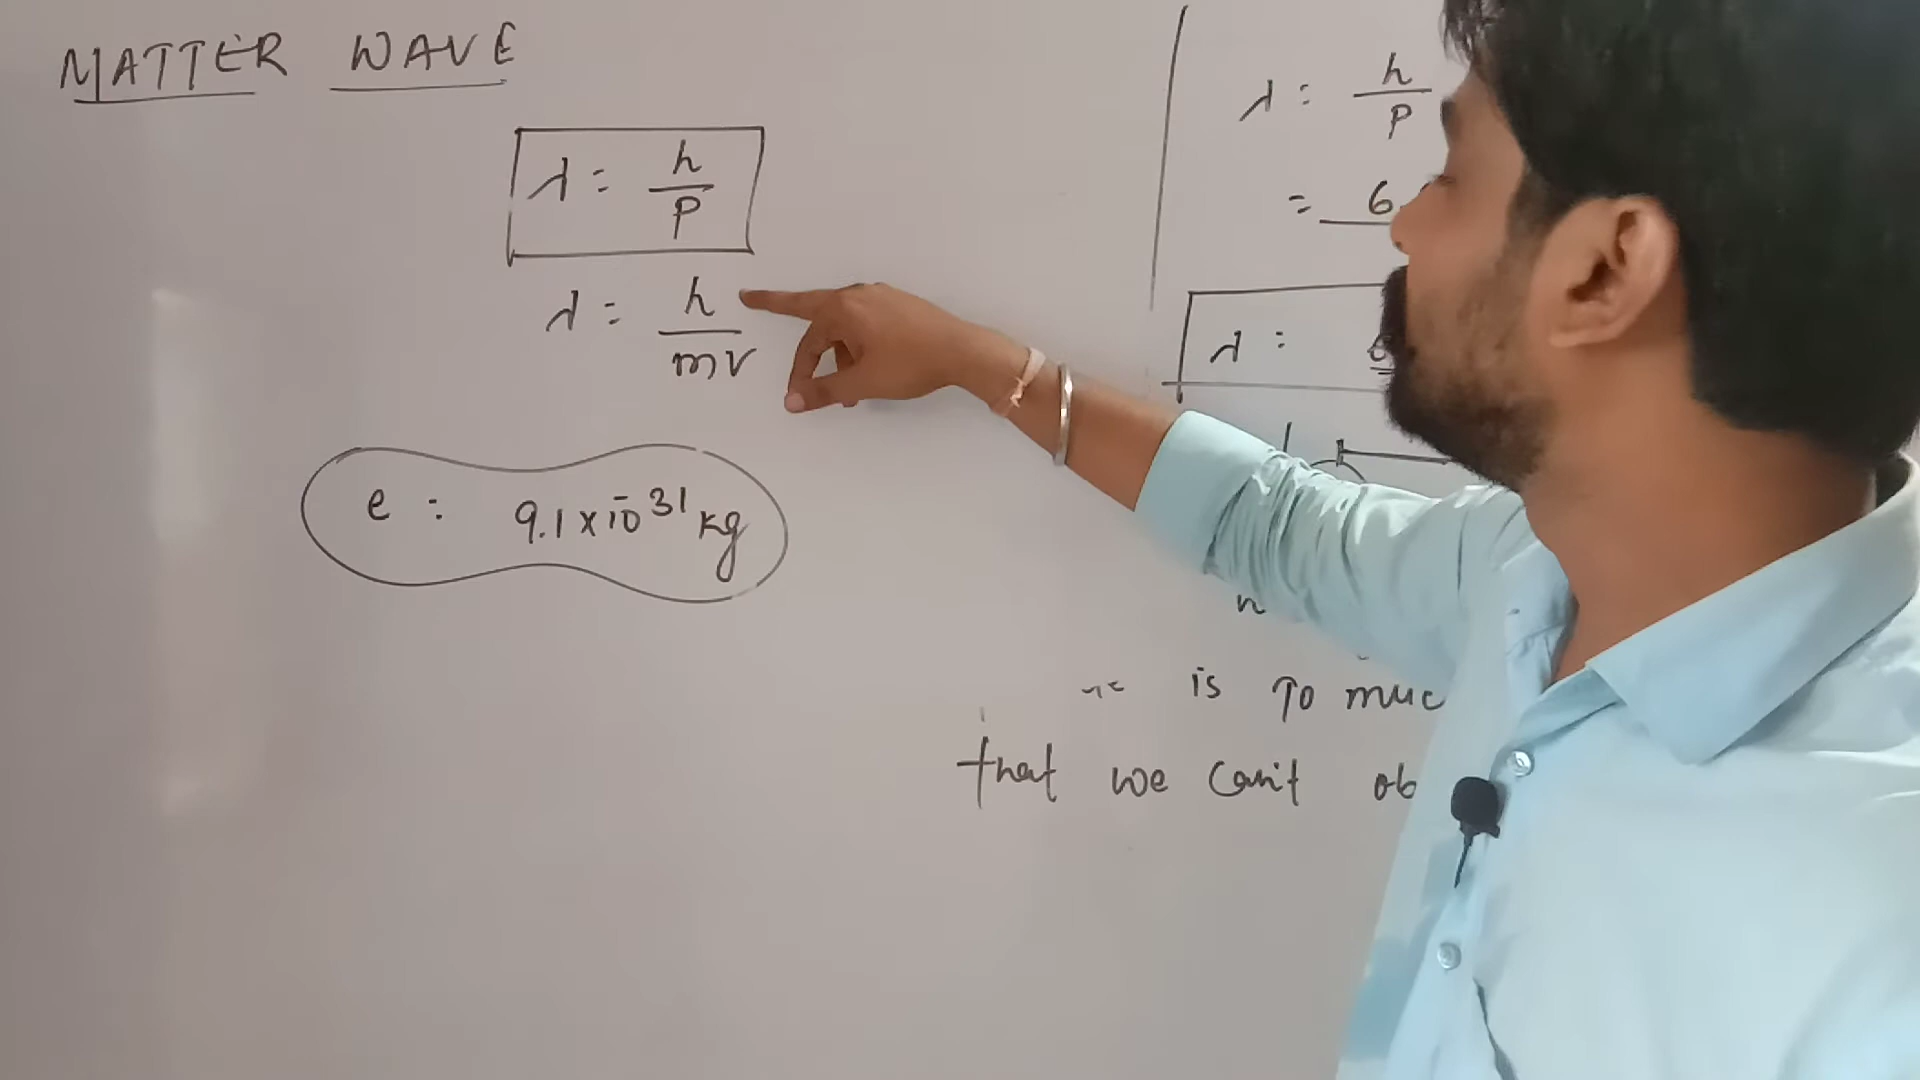 MATTER WAVE
λ = h/P
λ = h/mv
e : 9.1 x 10⁻³¹ kg
λ = h/P
= 6.
λ :
n
is To muc
that we can't ob